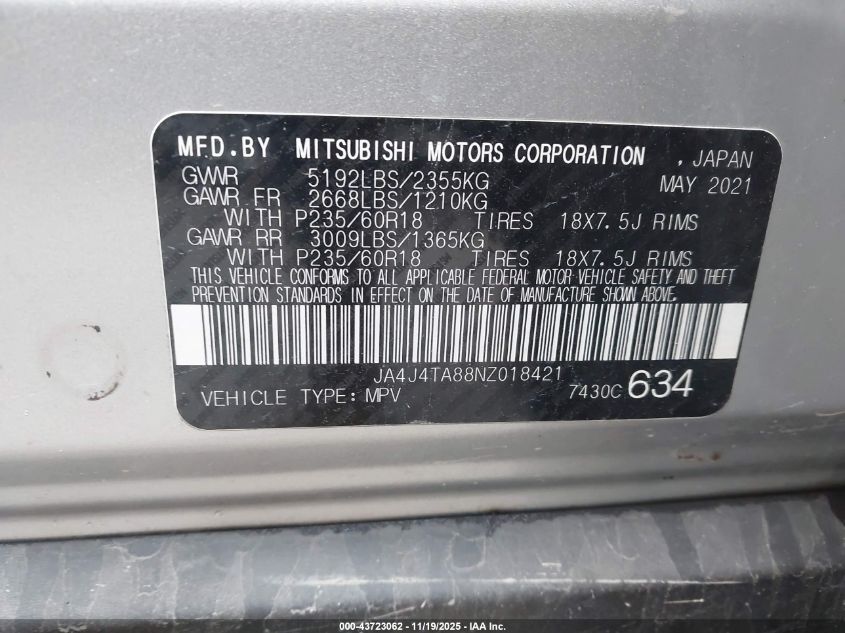 MFD.BY MITSUBISHI MOTORS CORPORATION , JAPAN
GVWR 5192LBS/2355KG MAY 2021
GAWR FR 2668LBS/1210KG
WITH P235/60R18 TIRES 18X7.5J RIMS
GAWR RR 3009LBS/1365KG
WITH P235/60R18 TIRES 18X7.5J RIMS
THIS VEHICLE CONFORMS TO ALL APPLICABLE FEDERAL MOTOR VEHICLE SAFETY AND THEFT
PREVENTION STANDARDS IN EFFECT ON THE DATE OF MANUFACTURE SHOWN ABOVE.
JA4J4TA88NZ018421
VEHICLE TYPE: MPV 7430C 634
000-43723062 - 11/19/2025 - IAA Inc.